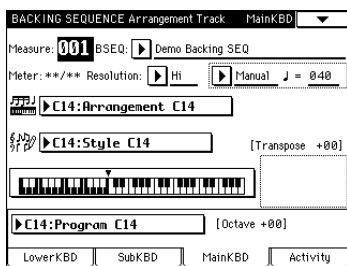 BACKING SEQUENCE Arrangement Track MainKBD
Measure: 001 BSEQ: Demo Backing SEQ
Meter: **/** Resolution: Hi Manual ♩ = 040
C14:Arrangement C14
C14:Style C14 [Transpose +00]
C14:Program C14 [Octave +00]
LowerKBD SubKBD MainKBD Activity